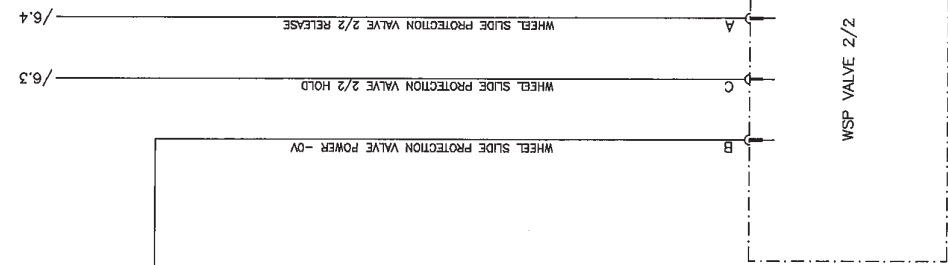 /6.4
WHEEL SLIDE PROTECTION VALVE 2/2 RELEASE
A
/6.3
WHEEL SLIDE PROTECTION VALVE 2/2 HOLD
C
WHEEL SLIDE PROTECTION VALVE POWER -0V
B
WSP VALVE 2/2